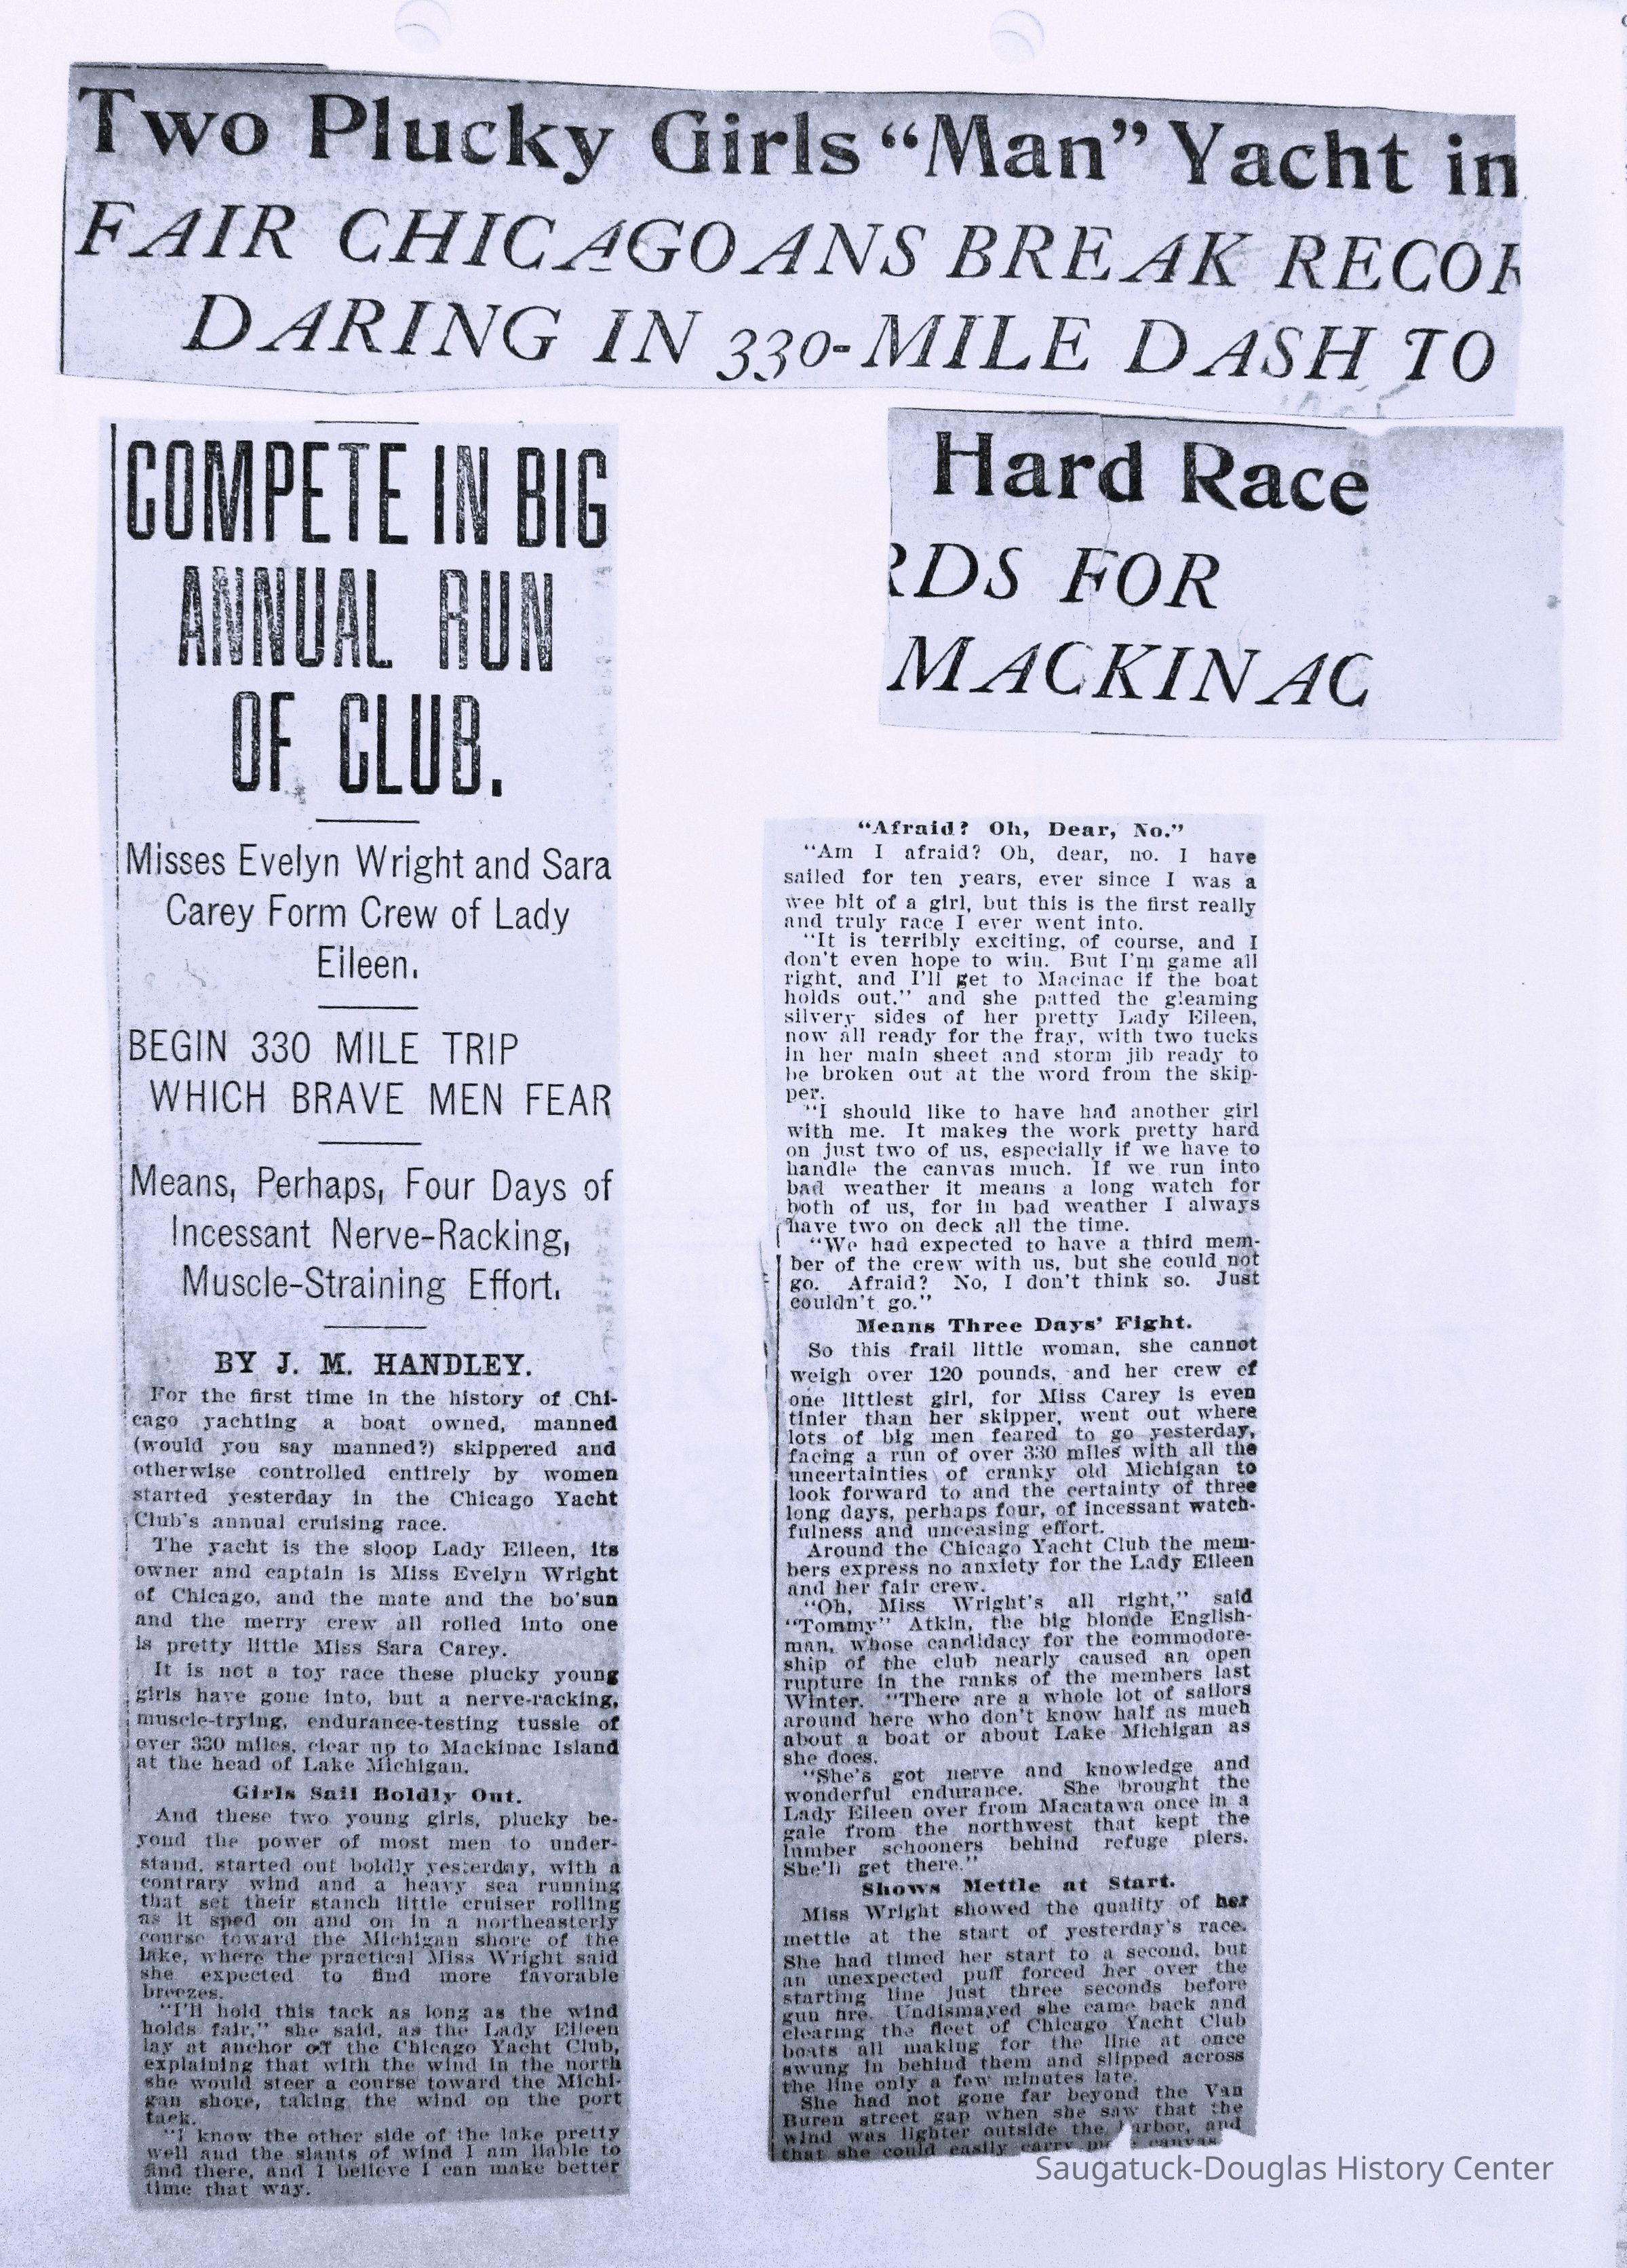 Two Plucky Girls “Man” Yacht in
FAIR CHICAGOANS BREAK RECOR
DARING IN 330-MILE DASH TO
Hard Race
RDS FOR
MACKINAC
COMPETE IN BIG
ANNUAL RUN
OF CLUB.
Misses Evelyn Wright and Sara
Carey Form Crew of Lady
Eileen.
BEGIN 330 MILE TRIP
WHICH BRAVE MEN FEAR
Means, Perhaps, Four Days of
Incessant Nerve-Racking,
Muscle-Straining Effort.
BY J. M. HANDLEY.
For the first time in the history of Chi-
cago yachting a boat owned, manned
(would you say manned?) skippered and
otherwise controlled entirely by women
started yesterday in the Chicago Yacht
Club's annual cruising race.
The yacht is the sloop Lady Eileen, its
owner and captain is Miss Evelyn Wright
of Chicago, and the mate and the bo'sun
and the merry crew all rolled into one
is pretty little Miss Sara Carey.
It is not a toy race these plucky young
girls have gone into, but a nerve-racking,
muscle-trying, endurance-testing tussle of
over 330 miles, clear up to Mackinac Island
at the head of Lake Michigan.
Girls Sail Boldly Out.
And these two young girls, plucky be-
yond the power of most men to under-
stand, started out boldly yesterday, with a
contrary wind and a heavy sea running
that set their stanch little cruiser rolling
as it sped on and on in a northeasterly
course toward the Michigan shore of the
lake, where the practical Miss Wright said
she expected to find more favorable
breezes.
“I'll hold this tack as long as the wind
holds fair,” she said, as the Lady Eileen
lay at anchor off the Chicago Yacht Club,
explaining that with the wind in the north
she would steer a course toward the Michi-
gan shore, taking the wind on the port
tack.
“I know the other side of the lake pretty
well and the slants of wind I am liable to
find there, and I believe I can make better
time that way.
“Afraid? Oh, Dear, No.”
“Am I afraid? Oh, dear, no. I have
sailed for ten years, ever since I was a
wee bit of a girl, but this is the first really
and truly race I ever went into.
“It is terribly exciting, of course, and I
don't even hope to win. But I'm game all
right, and I'll get to Macinac if the boat
holds out.” and she patted the gleaming
silvery sides of her pretty Lady Eileen,
now all ready for the fray, with two tucks
in her main sheet and storm jib ready to
be broken out at the word from the skip-
per.
“I should like to have had another girl
with me. It makes the work pretty hard
on just two of us, especially if we have to
handle the canvas much. If we run into
bad weather it means a long watch for
both of us, for in bad weather I always
have two on deck all the time.
“We had expected to have a third mem-
ber of the crew with us, but she could not
go. Afraid? No, I don't think so. Just
couldn't go.”
Means Three Days' Fight.
So this frail little woman, she cannot
weigh over 120 pounds, and her crew of
one littlest girl, for Miss Carey is even
tinier than her skipper, went out where
lots of big men feared to go yesterday,
facing a run of over 330 miles with all the
uncertainties of cranky old Michigan to
look forward to and the certainty of three
long days, perhaps four, of incessant watch-
fulness and unceasing effort.
Around the Chicago Yacht Club the mem-
bers express no anxiety for the Lady Eileen
and her fair crew.
“Oh, Miss Wright's all right,” said
“Tommy” Atkin, the big blonde English-
man, whose candidacy for the commodore-
ship of the club nearly caused an open
rupture in the ranks of the members last
Winter. “There are a whole lot of sailors
around here who don't know half as much
about a boat or about Lake Michigan as
she does.
“She's got nerve and knowledge and
wonderful endurance. She brought the
Lady Eileen over from Macatawa once in a
gale from the northwest that kept the
lumber schooners behind refuge piers.
She'll get there.”
Shows Mettle at Start.
Miss Wright showed the quality of her
mettle at the start of yesterday's race.
She had timed her start to a second, but
an unexpected puff forced her over the
starting line just three seconds before
gun fire. Undismayed she came back and
clearing the fleet of Chicago Yacht Club
boats all making for the line at once
swung in behind them and slipped across
the line only a few minutes late.
She had not gone far beyond the Van
Buren street gap when she saw that the
wind was lighter outside the harbor, and
that she could easily carry canvas
Saugatuck-Douglas History Center